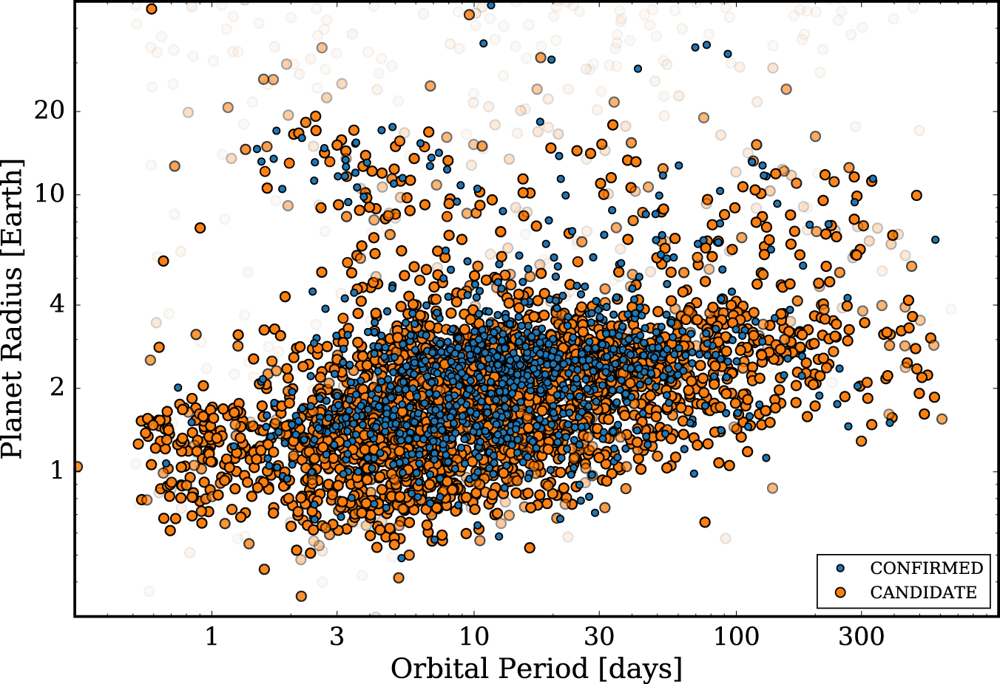 Planet Radius [Earth]
20
10
4
2
1
1 3 10 30 100 300
Orbital Period [days]
CONFIRMED
CANDIDATE